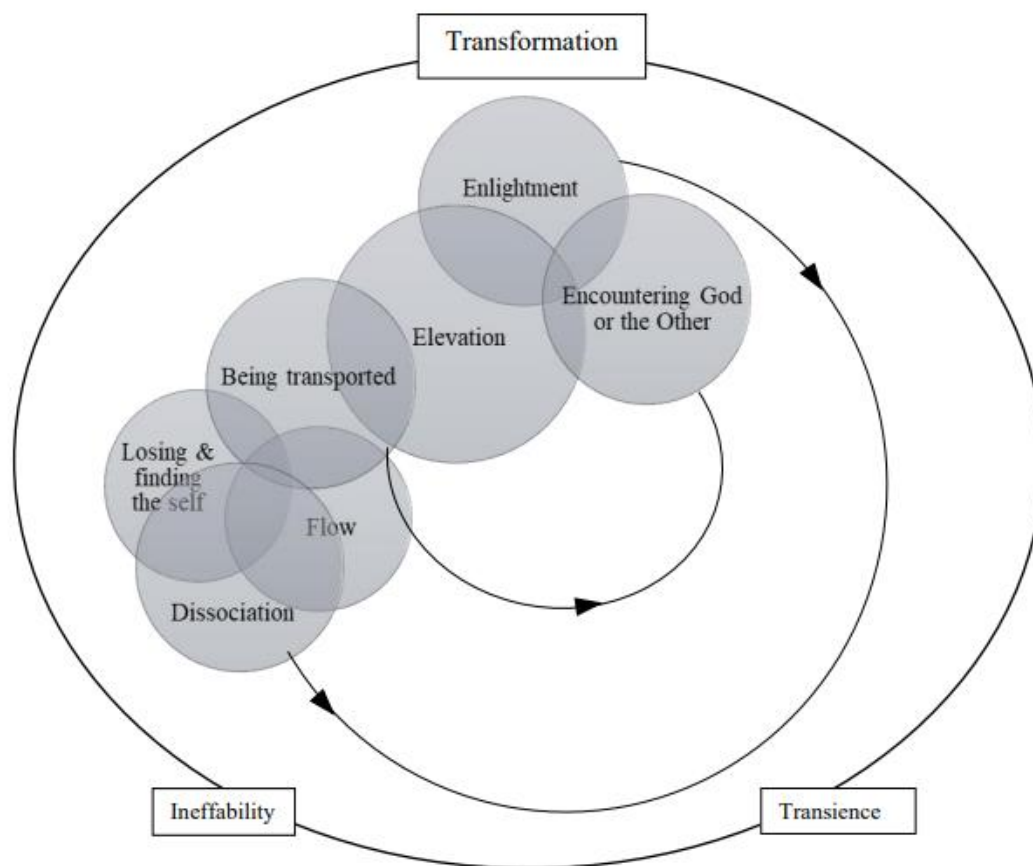 Transformation
Enlightment
Encountering God
or the Other
Elevation
Being transported
Losing &
finding
the self
Flow
Dissociation
Ineffability
Transience